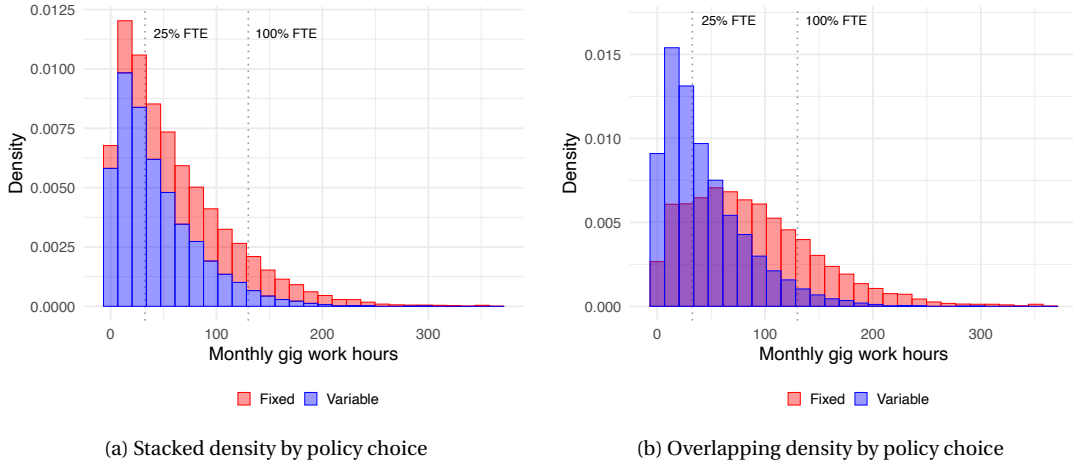 0.0125
0.0100
0.0075
0.0050
0.0025
0.0000
Density
25% FTE
100% FTE
0 100 200 300
Monthly gig work hours
Fixed Variable
(a) Stacked density by policy choice
0.015
0.010
0.005
0.000
Density
25% FTE
100% FTE
0 100 200 300
Monthly gig work hours
Fixed Variable
(b) Overlapping density by policy choice